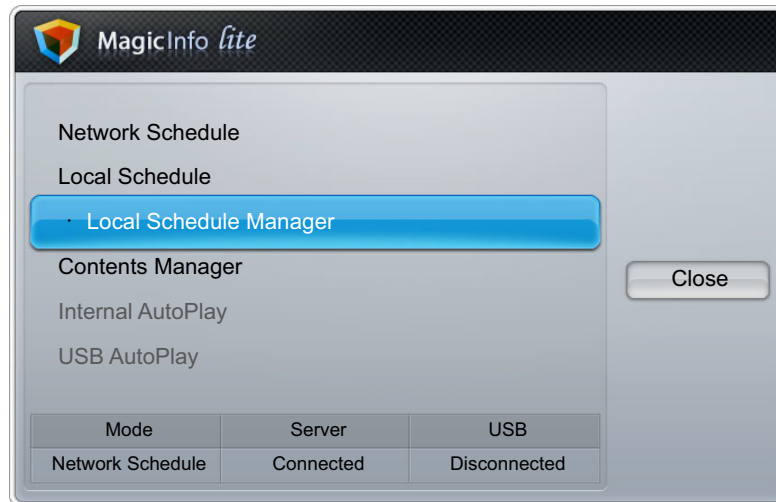 MagicInfo lite
Network Schedule
Local Schedule
· Local Schedule Manager
Contents Manager
Close
Internal AutoPlay
USB AutoPlay
Mode Server USB
Network Schedule Connected Disconnected